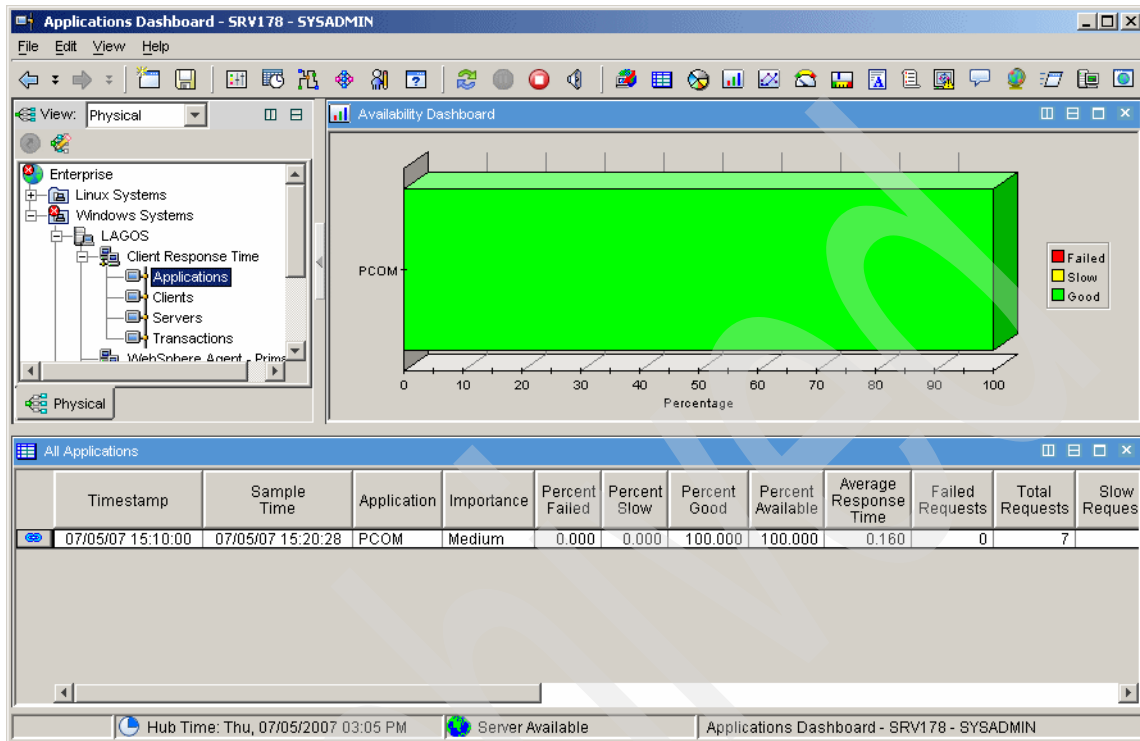 Applications Dashboard - SRV178 - SYSADMIN
File Edit View Help
View: Physical
Enterprise
Linux Systems
Windows Systems
LAGOS
Client Response Time
Applications
Clients
Servers
Transactions
WebSphere Agent - Prima
Physical
Availability Dashboard
PCOM
0 10 20 30 40 50 60 70 80 90 100
Percentage
Failed
Slow
Good
All Applications
Timestamp Sample Time Application Importance Percent Failed Percent Slow Percent Good Percent Available Average Response Time Failed Requests Total Requests Slow Reques
07/05/07 15:10:00 07/05/07 15:20:28 PCOM Medium 0.000 0.000 100.000 100.000 0.160 0 7
Hub Time: Thu, 07/05/2007 03:05 PM Server Available Applications Dashboard - SRV178 - SYSADMIN